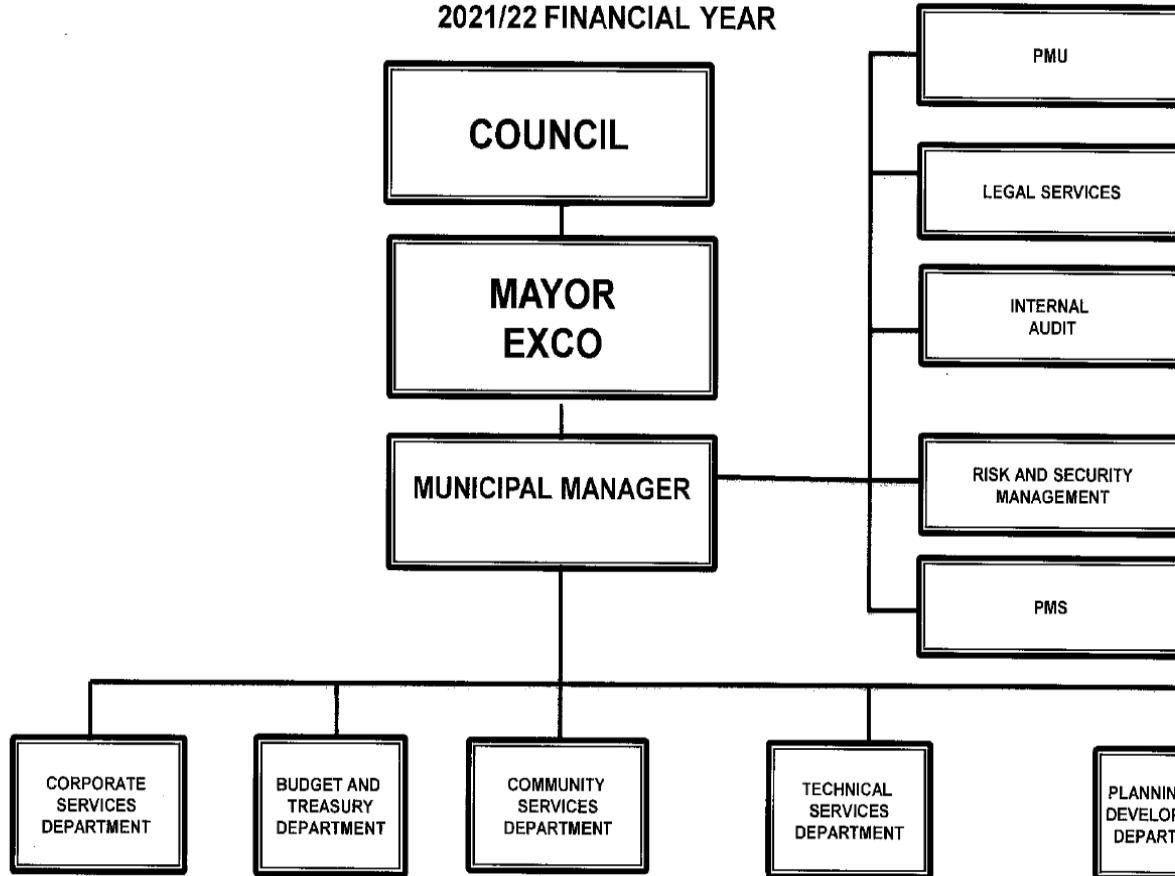 2021/22 FINANCIAL YEAR
COUNCIL
MAYOR
EXCO
MUNICIPAL MANAGER
PMU
LEGAL SERVICES
INTERNAL
AUDIT
RISK AND SECURITY
MANAGEMENT
PMS
CORPORATE
SERVICES
DEPARTMENT
BUDGET AND
TREASURY
DEPARTMENT
COMMUNITY
SERVICES
DEPARTMENT
TECHNICAL
SERVICES
DEPARTMENT